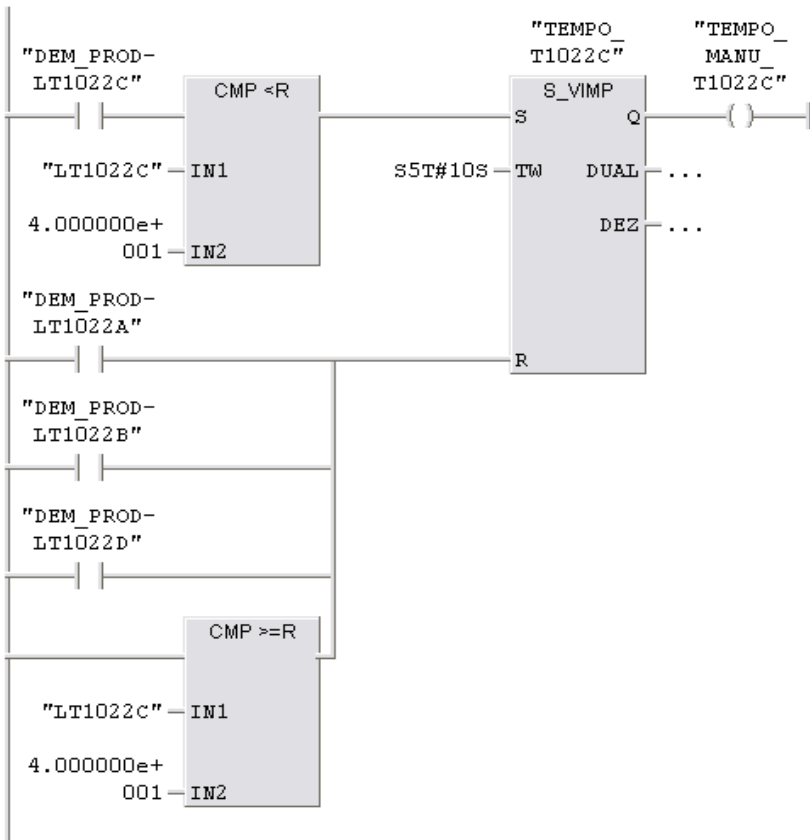 "TEMPO_
T1022C"
"TEMPO_
MANU_
T1022C"
"DEM_PROD-
LT1022C"
CMP <R
S_VIMP
S
Q
"LT1022C"
IN1
S5T#10S
TW
DUAL
...
4.000000e+
001
IN2
DEZ
...
"DEM_PROD-
LT1022A"
R
"DEM_PROD-
LT1022B"
"DEM_PROD-
LT1022D"
CMP >=R
"LT1022C"
IN1
4.000000e+
001
IN2